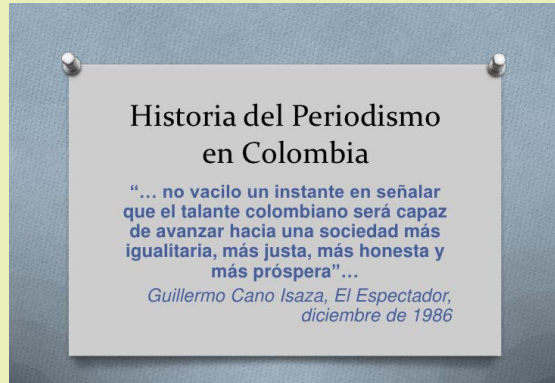 Historia del Periodismo
en Colombia
“… no vacilo un instante en señalar
que el talante colombiano será capaz
de avanzar hacia una sociedad más
igualitaria, más justa, más honesta y
más próspera”…
Guillermo Cano Isaza, El Espectador,
diciembre de 1986